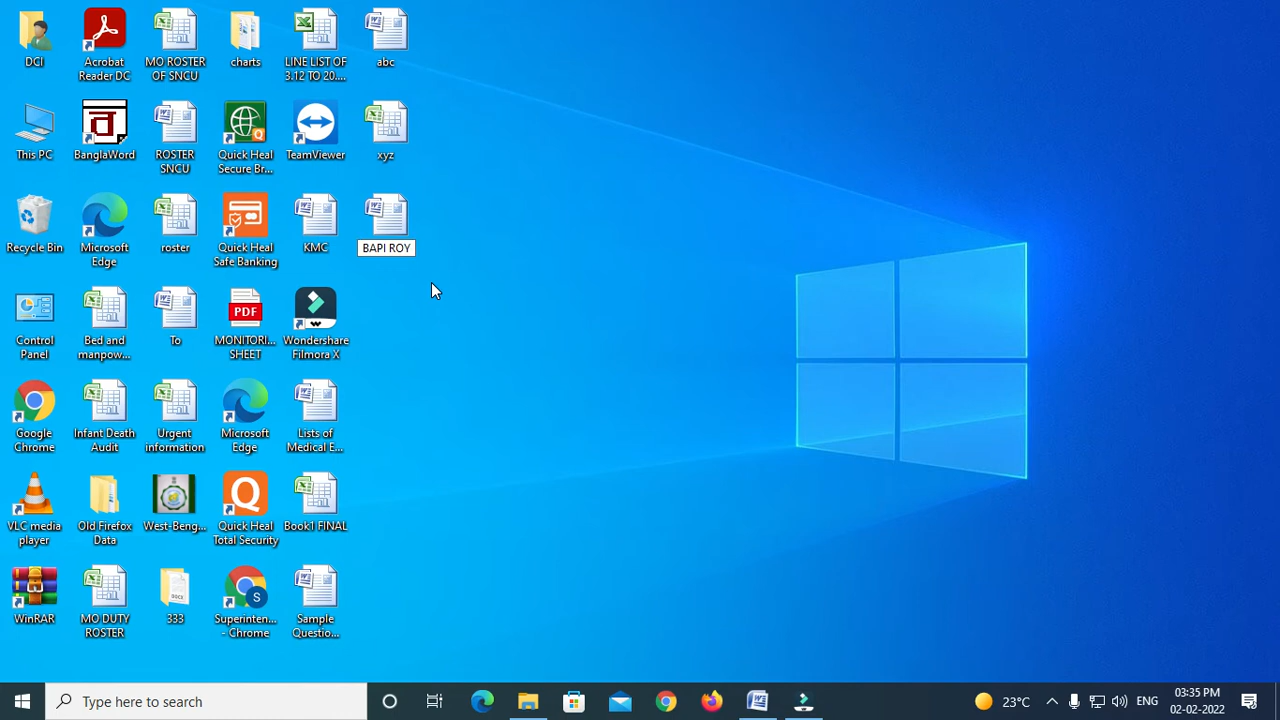 DCI
Acrobat
Reader DC
MO ROSTER
OF SNCU
charts
LINE LIST OF
3.12 TO 20....
abc
This PC
BanglaWord
ROSTER
SNCU
Quick Heal
Secure Br...
TeamViewer
xyz
Recycle Bin
Microsoft
Edge
roster
Quick Heal
Safe Banking
KMC
BAPI ROY
Control
Panel
Bed and
manpow...
To
PDF
MONITORI...
SHEET
Wondershare
Filmora X
Google
Chrome
Infant Death
Audit
Urgent
information
Microsoft
Edge
Lists of
Medical E...
VLC media
player
Old Firefox
Data
West-Beng...
Quick Heal
Total Security
Book1 FINAL
WinRAR
MO DUTY
ROSTER
333
S
Superinten...
- Chrome
Sample
Questio...
Type here to search
23°C
ENG
03:35 PM
02-02-2022